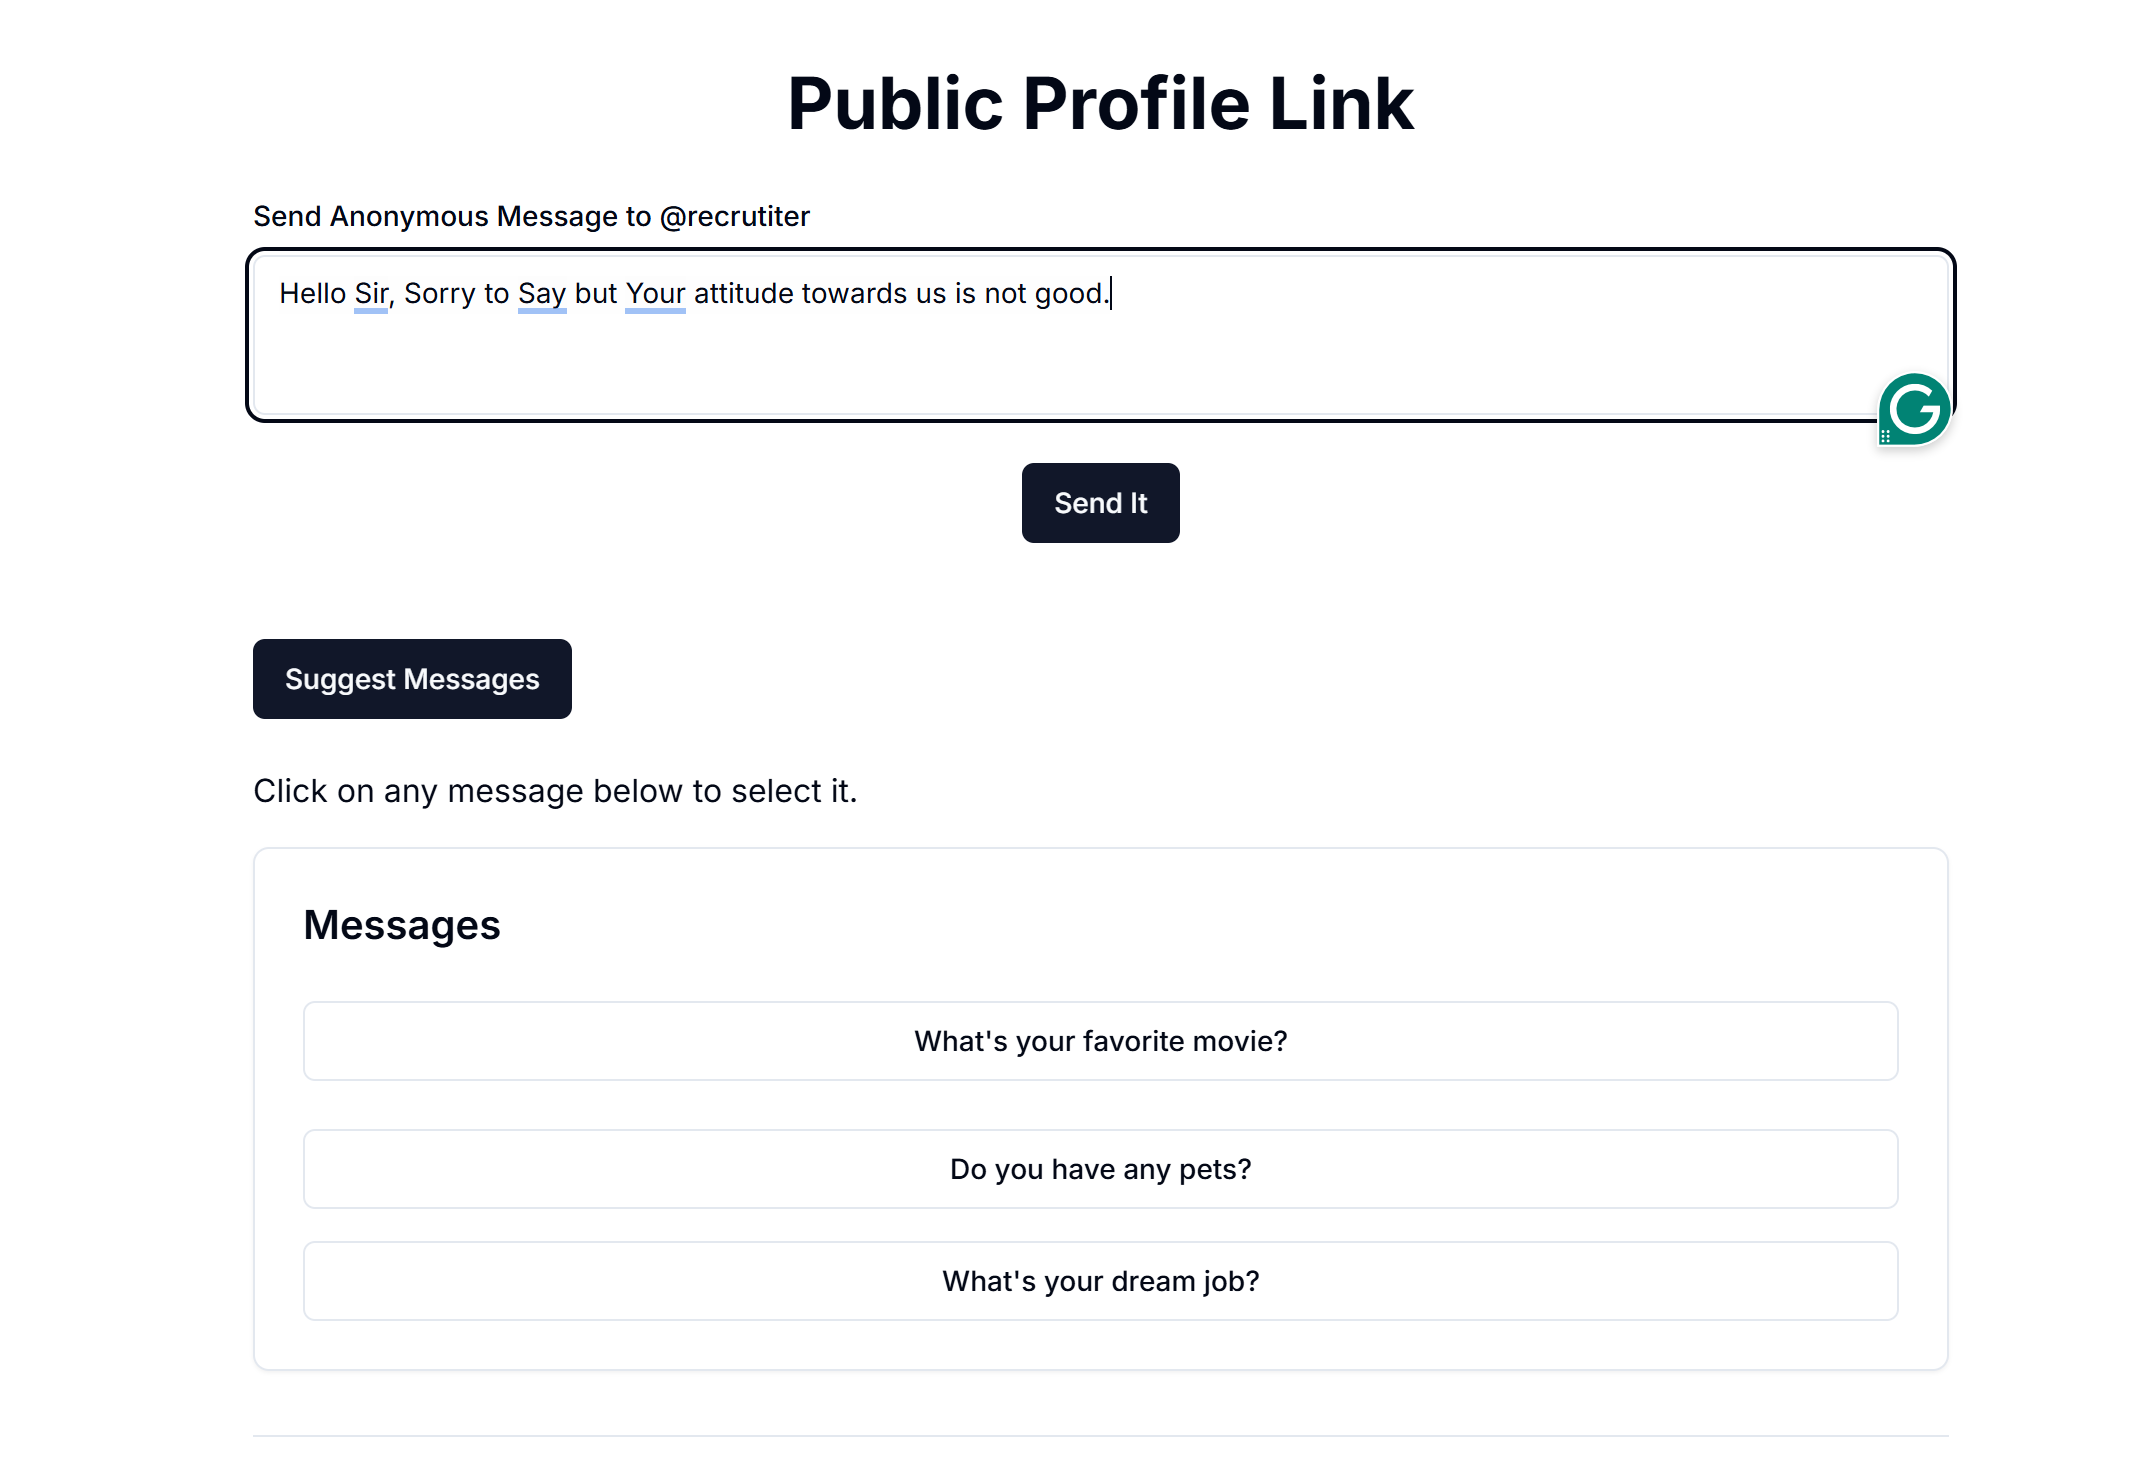 Public Profile Link
Send Anonymous Message to @recrutiter
Hello Sir, Sorry to Say but Your attitude towards us is not good.
Send It
Suggest Messages
Click on any message below to select it.
Messages
What's your favorite movie?
Do you have any pets?
What's your dream job?